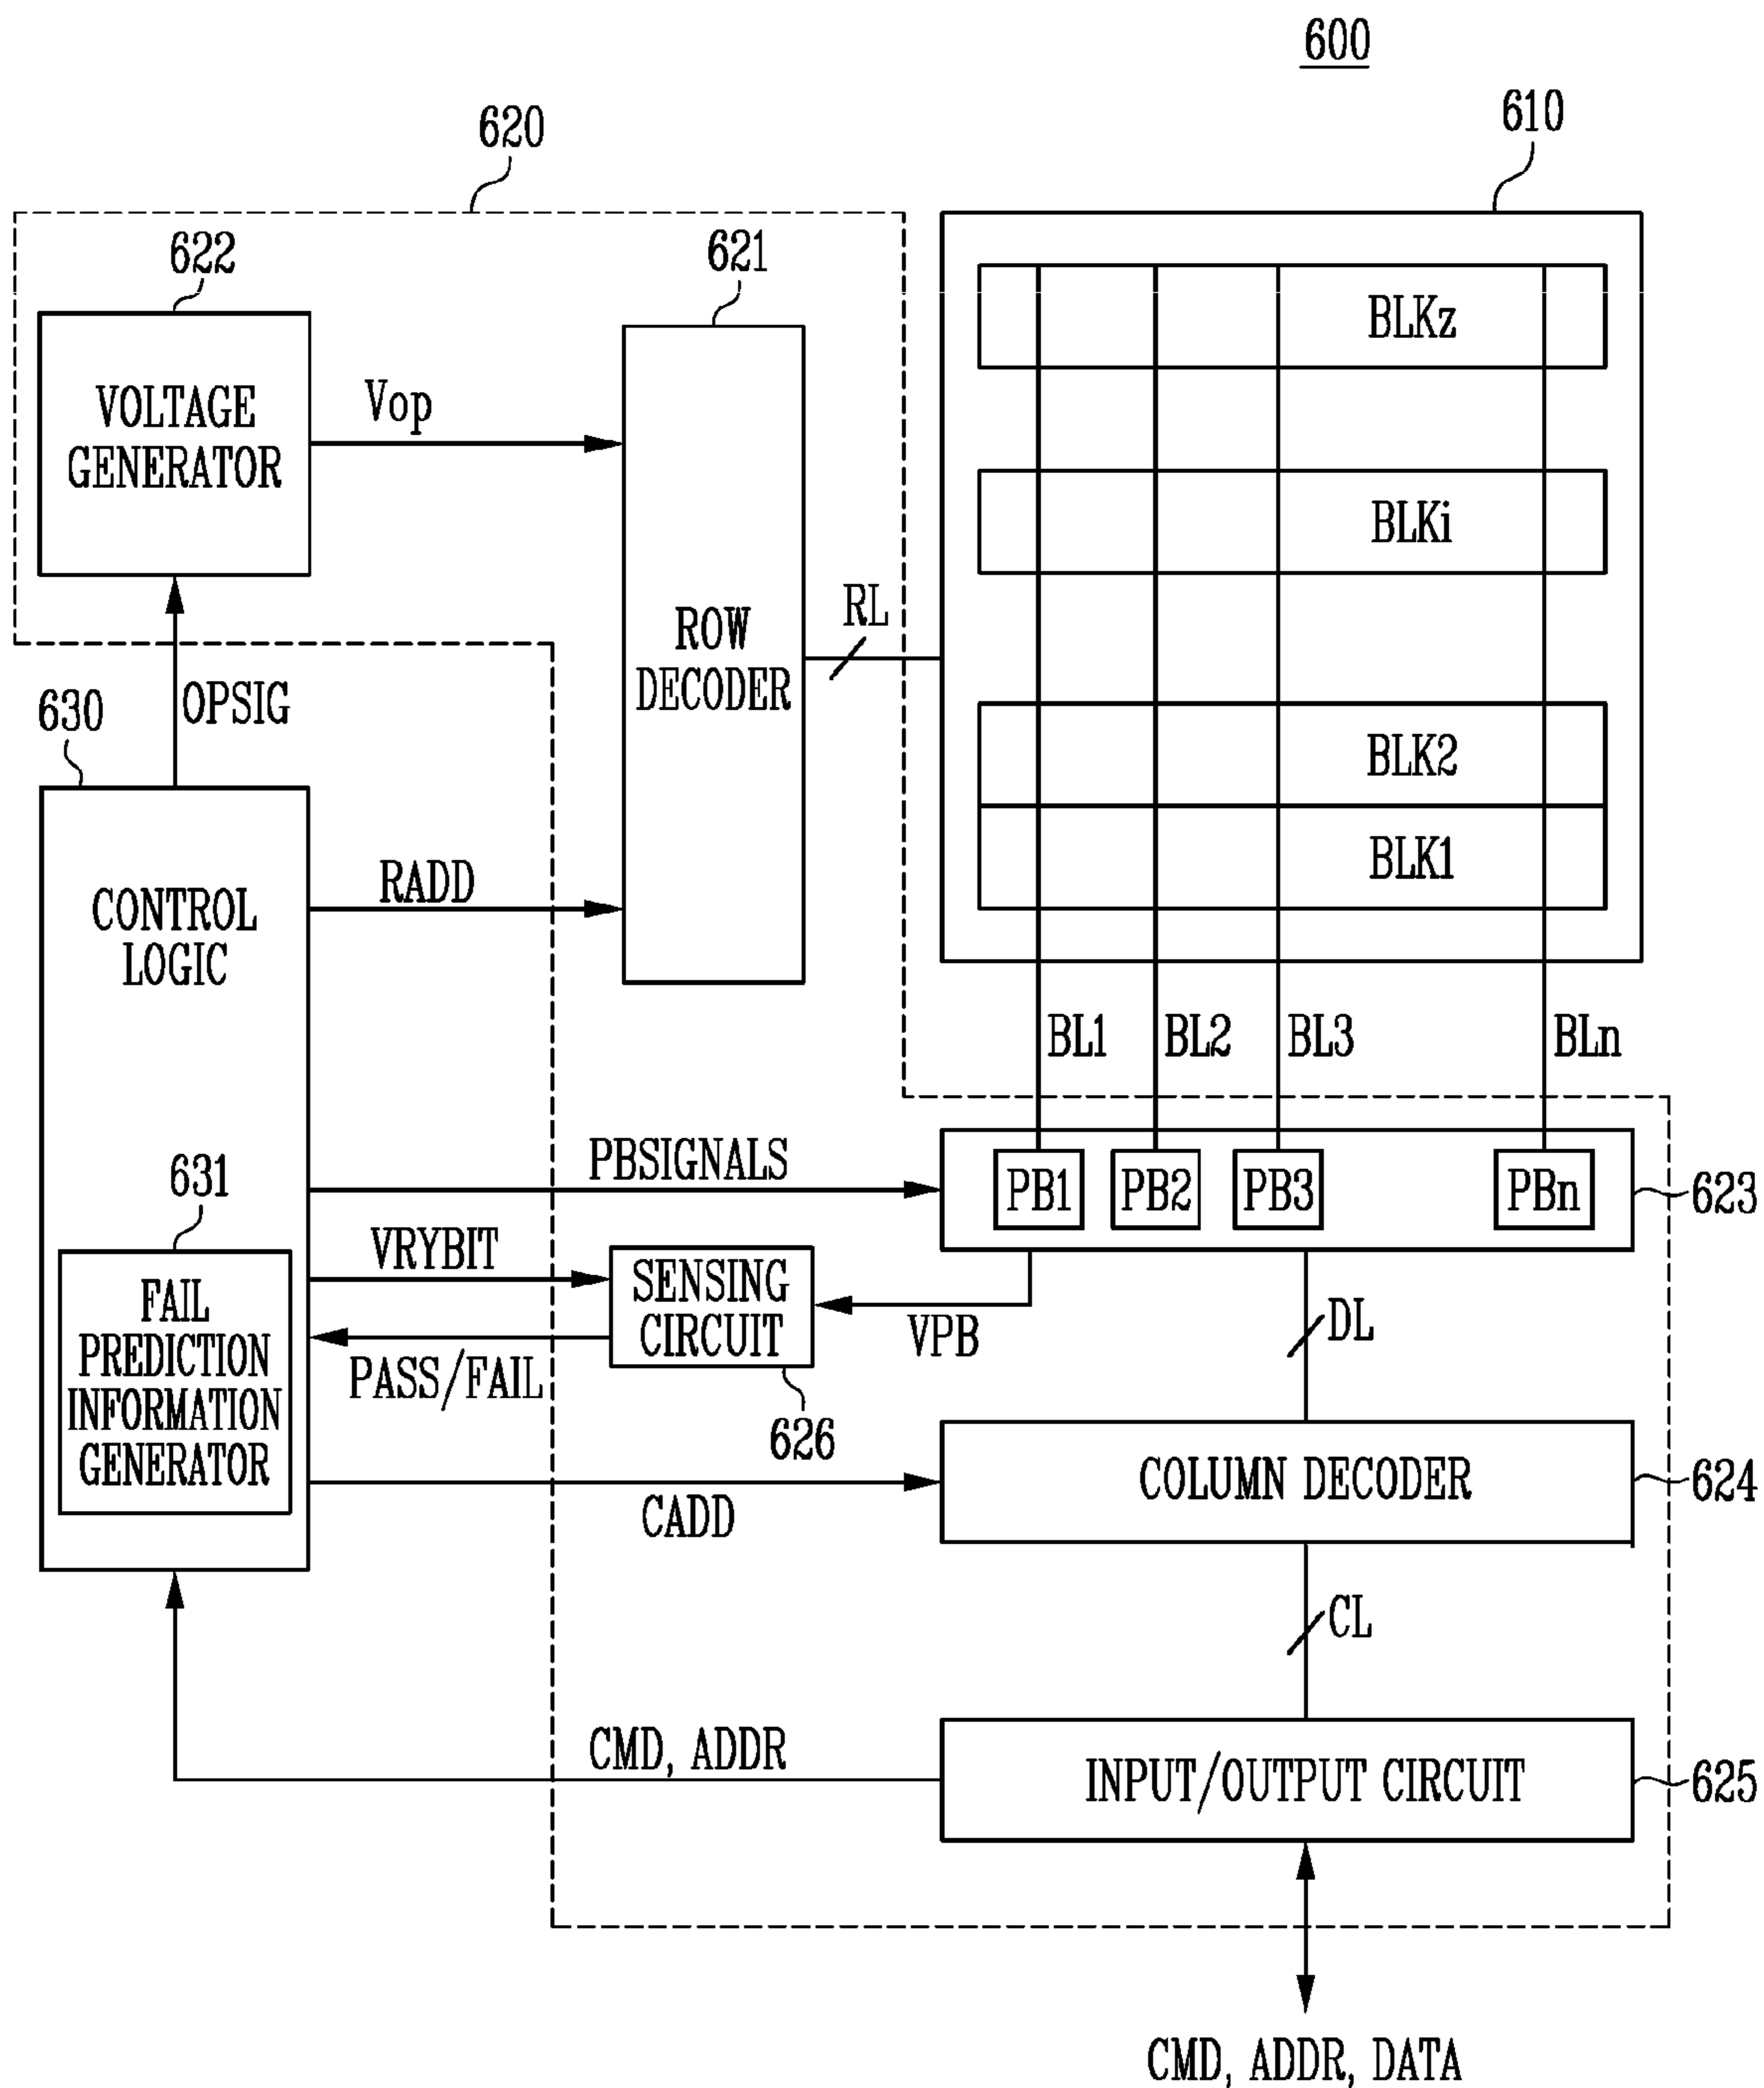 600
610
620
622
621
VOLTAGE
GENERATOR
Vop
BLKz
BLKi
ROW
DECODER
RL
630
OPSIG
BLK2
BLK1
CONTROL
LOGIC
RADD
BL1
BL2
BL3
BLn
PBSIGNALS
PB1
PB2
PB3
PBn
623
631
VRYBIT
SENSING
CIRCUIT
VPB
DL
FAIL
PREDICTION
INFORMATION
GENERATOR
PASS/FAIL
626
CADD
COLUMN DECODER
624
CL
CMD, ADDR
INPUT/OUTPUT CIRCUIT
625
CMD, ADDR, DATA